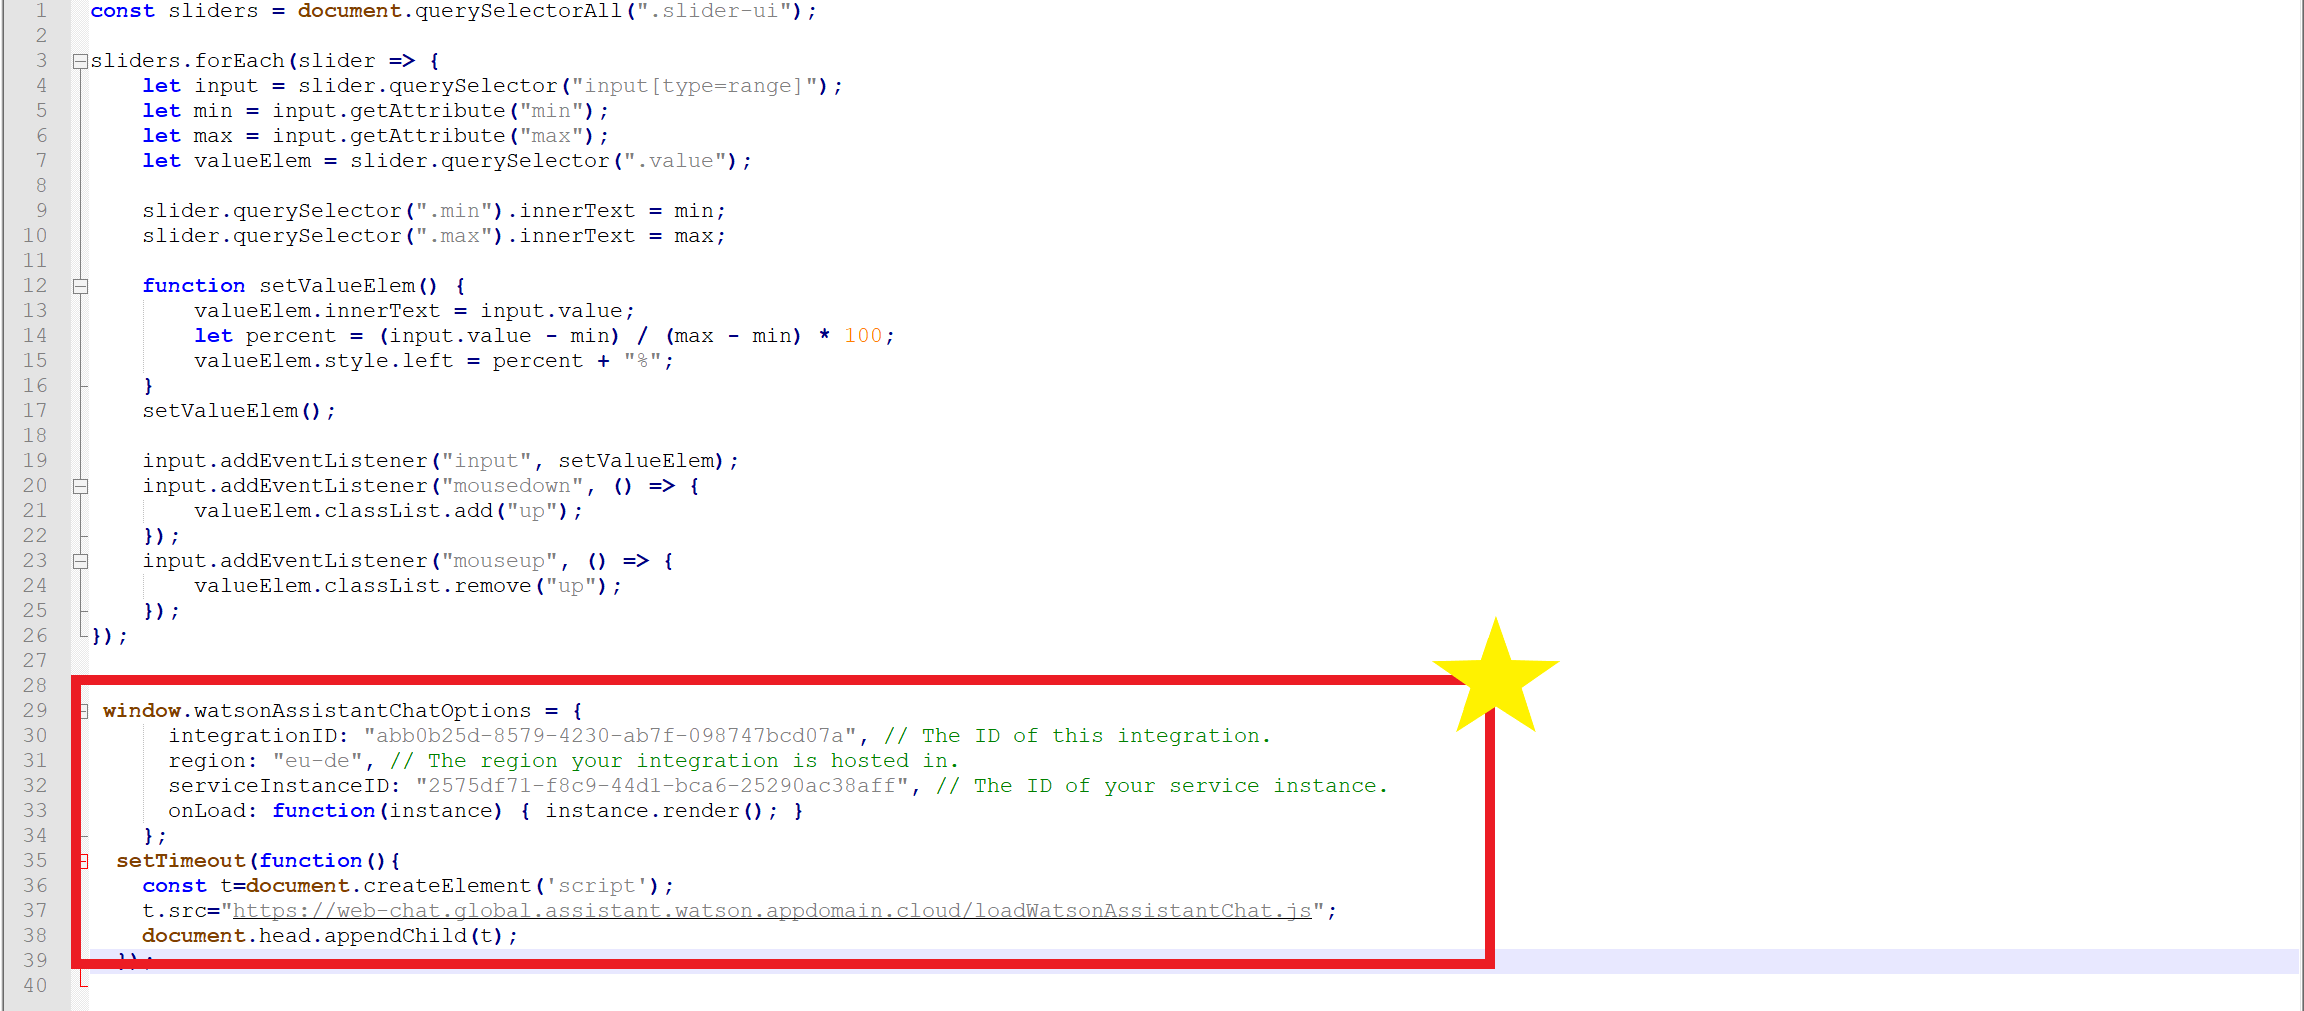 1 const sliders = document.querySelectorAll(".slider-ui");
2
3 sliders.forEach(slider => {
4 let input = slider.querySelector("input[type=range]");
5 let min = input.getAttribute("min");
6 let max = input.getAttribute("max");
7 let valueElem = slider.querySelector(".value");
8
9 slider.querySelector(".min").innerText = min;
10 slider.querySelector(".max").innerText = max;
11
12 function setValueElem() {
13 valueElem.innerText = input.value;
14 let percent = (input.value - min) / (max - min) * 100;
15 valueElem.style.left = percent + "%";
16 }
17 setValueElem();
18
19 input.addEventListener("input", setValueElem);
20 input.addEventListener("mousedown", () => {
21 valueElem.classList.add("up");
22 });
23 input.addEventListener("mouseup", () => {
24 valueElem.classList.remove("up");
25 });
26 });
27
28
29 window.watsonAssistantChatOptions = {
30 integrationID: "abb0b25d-8579-4230-ab7f-098747bcd07a", // The ID of this integration.
31 region: "eu-de", // The region your integration is hosted in.
32 serviceInstanceID: "2575df71-f8c9-44d1-bca6-25290ac38aff", // The ID of your service instance.
33 onLoad: function(instance) { instance.render(); }
34 };
35 setTimeout(function(){
36 const t=document.createElement('script');
37 t.src="https://web-chat.global.assistant.watson.appdomain.cloud/loadWatsonAssistantChat.js";
38 document.head.appendChild(t);
39 });
40